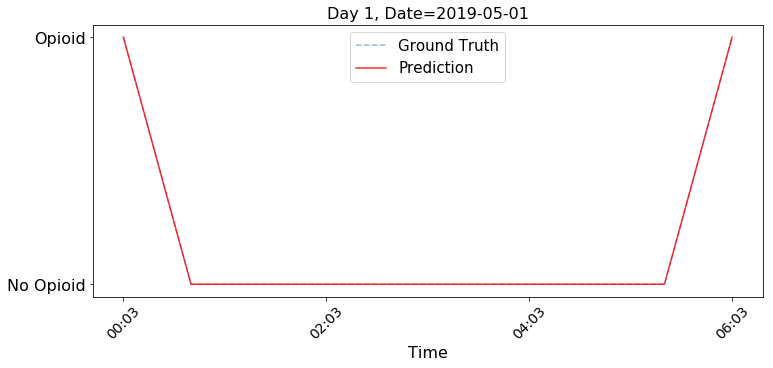 Day 1, Date=2019-05-01
Opioid
Ground Truth
Prediction
No Opioid
00:03
02:03
04:03
06:03
Time